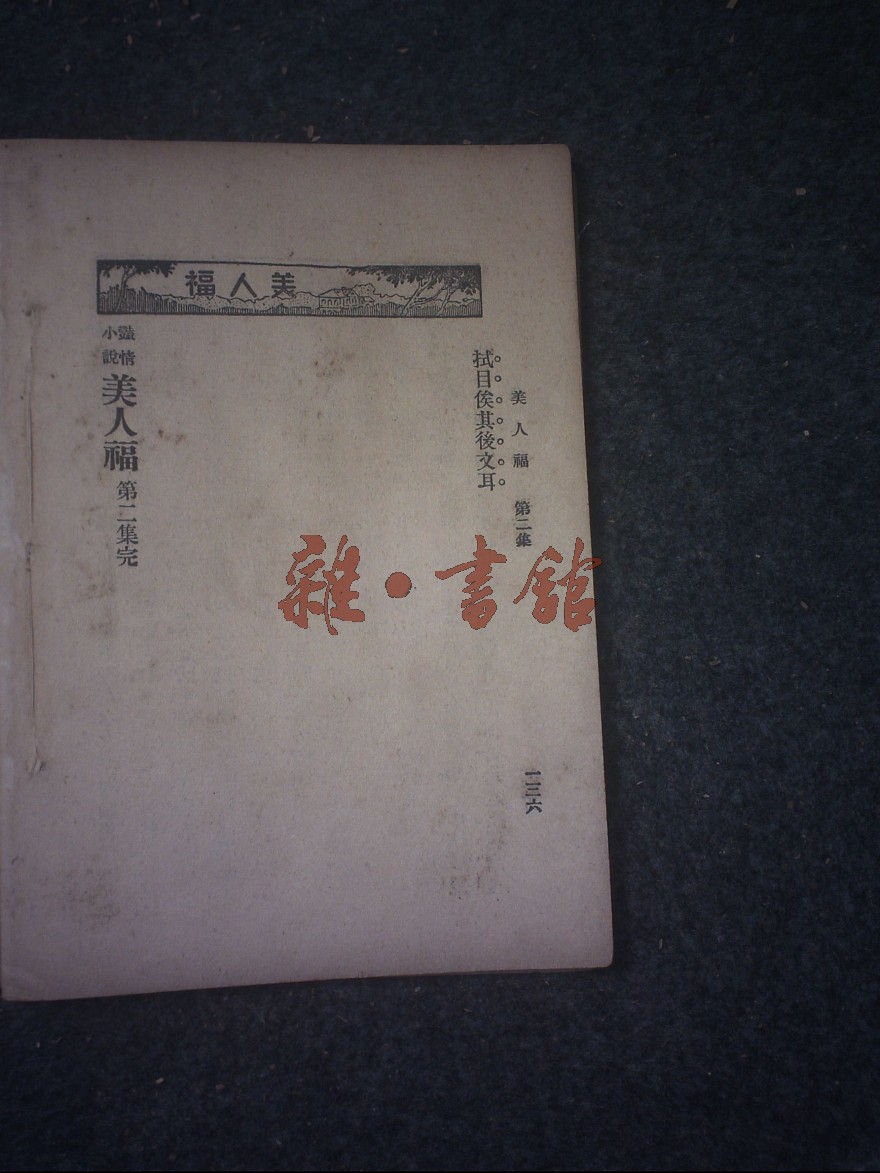 美人福
美人福 第二集
一三六
拭目俟其後文耳
豔情小說 美人福 第二集完
雜·書館